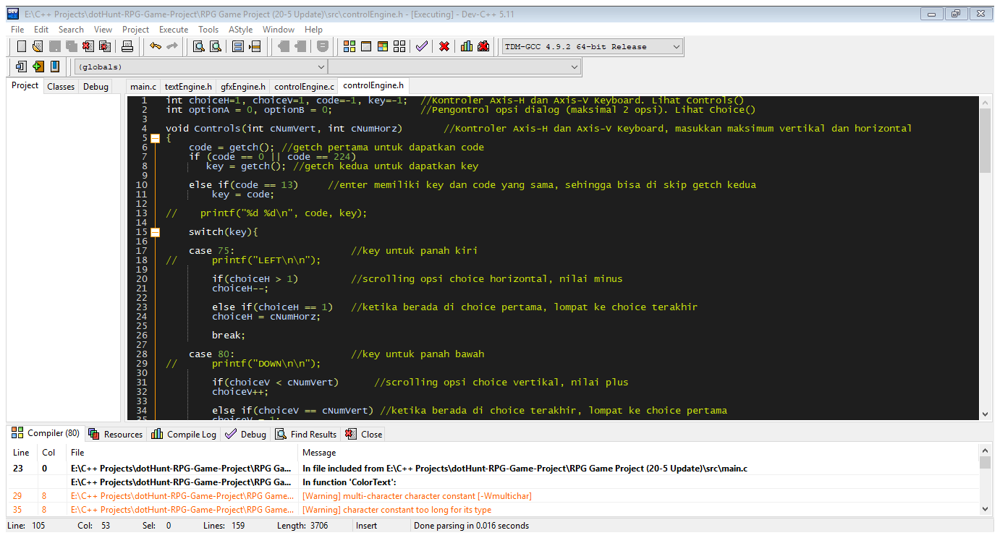 E:\C++ Projects\dotHunt-RPG-Game-Project\RPG Game Project (20-5 Update)\src\controlEngine.h - [Executing] - Dev-C++ 5.11
File Edit Search View Project Execute Tools AStyle Window Help
TDM-GCC 4.9.2 64-bit Release
(globals)
Project Classes Debug main.c textEngine.h gfxEngine.h controlEngine.c controlEngine.h
1 int choiceH=1, choiceV=1, code=-1, key=-1; //Kontroler Axis-H dan Axis-V Keyboard. Lihat Controls()
2 int optionA = 0, optionB = 0; //Pengontrol opsi dialog (maksimal 2 opsi). Lihat Choice()
3
4 void Controls(int cNumVert, int cNumHorz) //Kontroler Axis-H dan Axis-V Keyboard, masukkan maksimum vertikal dan horizontal
5 {
6 code = getch(); //getch pertama untuk dapatkan code
7 if (code == 0 || code == 224)
8 key = getch(); //getch kedua untuk dapatkan key
9
10 else if(code == 13) //enter memiliki key dan code yang sama, sehingga bisa di skip getch kedua
11 key = code;
12
13 // printf("%d %d\n", code, key);
14
15 switch(key){
16
17 case 75: //key untuk panah kiri
18 // printf("LEFT\n\n");
19
20 if(choiceH > 1) //scrolling opsi choice horizontal, nilai minus
21 choiceH--;
22
23 else if(choiceH == 1) //ketika berada di choice pertama, lompat ke choice terakhir
24 choiceH = cNumHorz;
25
26 break;
27
28 case 80: //key untuk panah bawah
29 // printf("DOWN\n\n");
30
31 if(choiceV < cNumVert) //scrolling opsi choice vertikal, nilai plus
32 choiceV++;
33
34 else if(choiceV == cNumVert) //ketika berada di choice terakhir, lompat ke choice pertama
35 choiceV = 1;
Compiler (80) Resources Compile Log Debug Find Results Close
Line Col File Message
23 0 E:\C++ Projects\dotHunt-RPG-Game-Project\RPG Ga... In file included from E:\C++ Projects\dotHunt-RPG-Game-Project\RPG Game Project (20-5 Update)\src\main.c
E:\C++ Projects\dotHunt-RPG-Game-Project\RPG Ga... In function 'ColorText':
29 8 E:\C++ Projects\dotHunt-RPG-Game-Project\RPG Game... [Warning] multi-character character constant [-Wmultichar]
35 8 E:\C++ Projects\dotHunt-RPG-Game-Project\RPG Game... [Warning] character constant too long for its type
Line: 105 Col: 53 Sel: 0 Lines: 159 Length: 3706 Insert Done parsing in 0.016 seconds